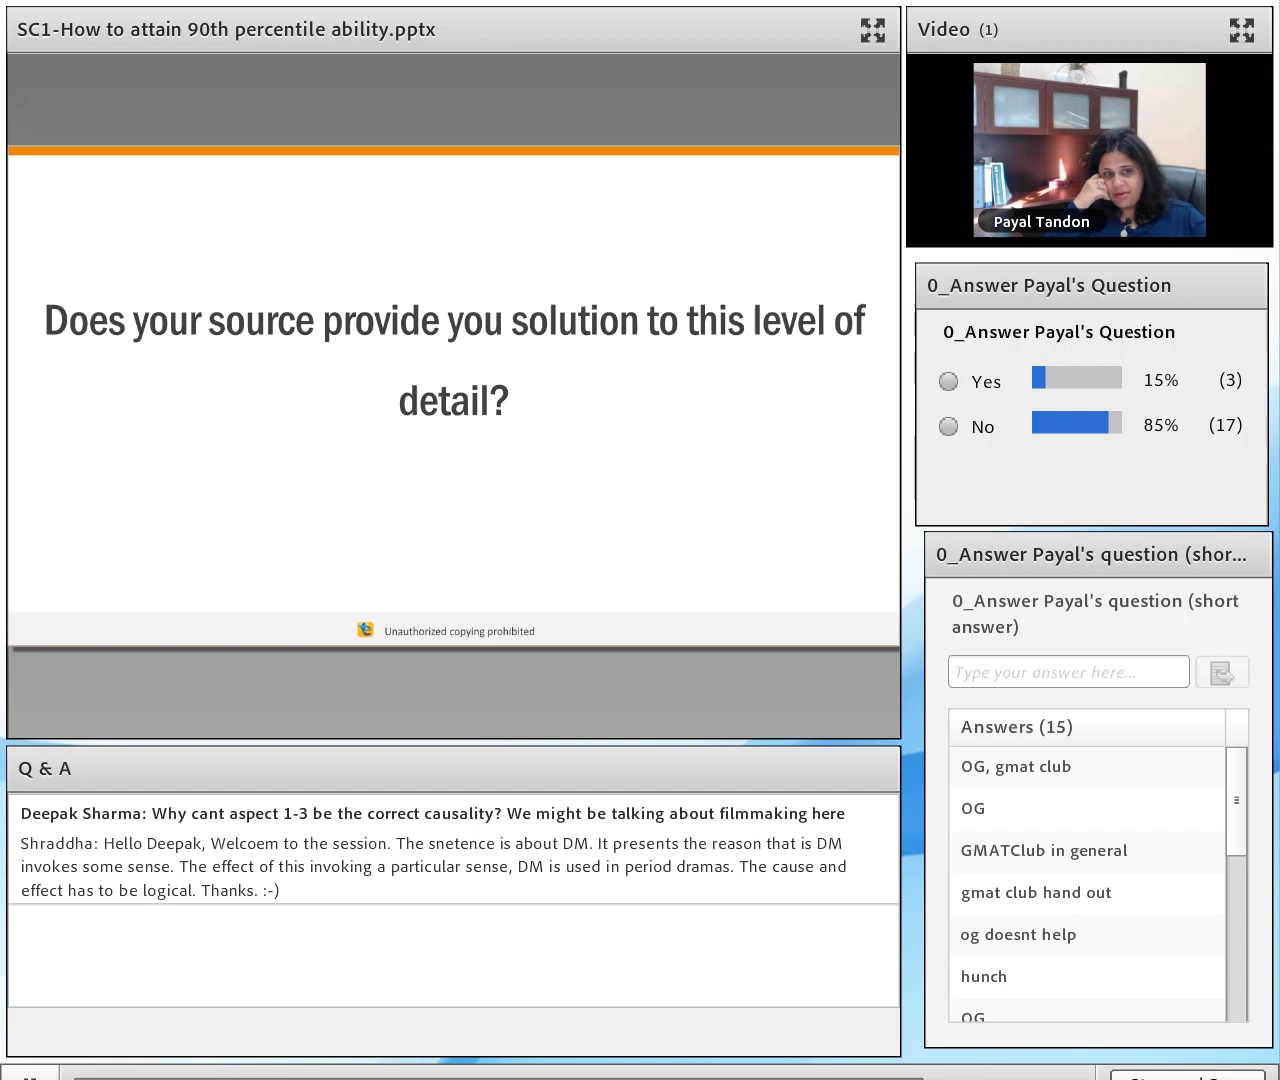 SC1-How to attain 90th percentile ability.pptx
Does your source provide you solution to this level of
detail?
Unauthorized copying prohibited
Q & A
Deepak Sharma: Why cant aspect 1-3 be the correct causality? We might be talking about filmmaking here
Shraddha: Hello Deepak, Welcoem to the session. The snetence is about DM. It presents the reason that is DM
invokes some sense. The effect of this invoking a particular sense, DM is used in period dramas. The cause and
effect has to be logical. Thanks. :-)
Video (1)
Payal Tandon
0_Answer Payal's Question
0_Answer Payal's Question
Yes 15% (3)
No 85% (17)
0_Answer Payal's question (shor...
0_Answer Payal's question (short
answer)
Type your answer here...
Answers (15)
OG, gmat club
OG
GMATClub in general
gmat club hand out
og doesnt help
hunch
OG